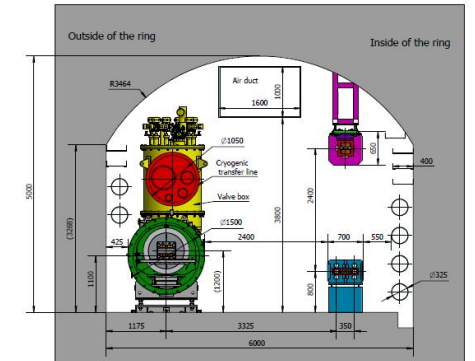 Outside of the ring
Inside of the ring
R3464
Air duct
1000
1600
Ø1050
Cryogenic
transfer line
Valve box
Ø1500
650
400
5000
(3288)
425
1100
(1200)
3800
2400
2400
700
550
800
Ø325
1175
3325
350
6000